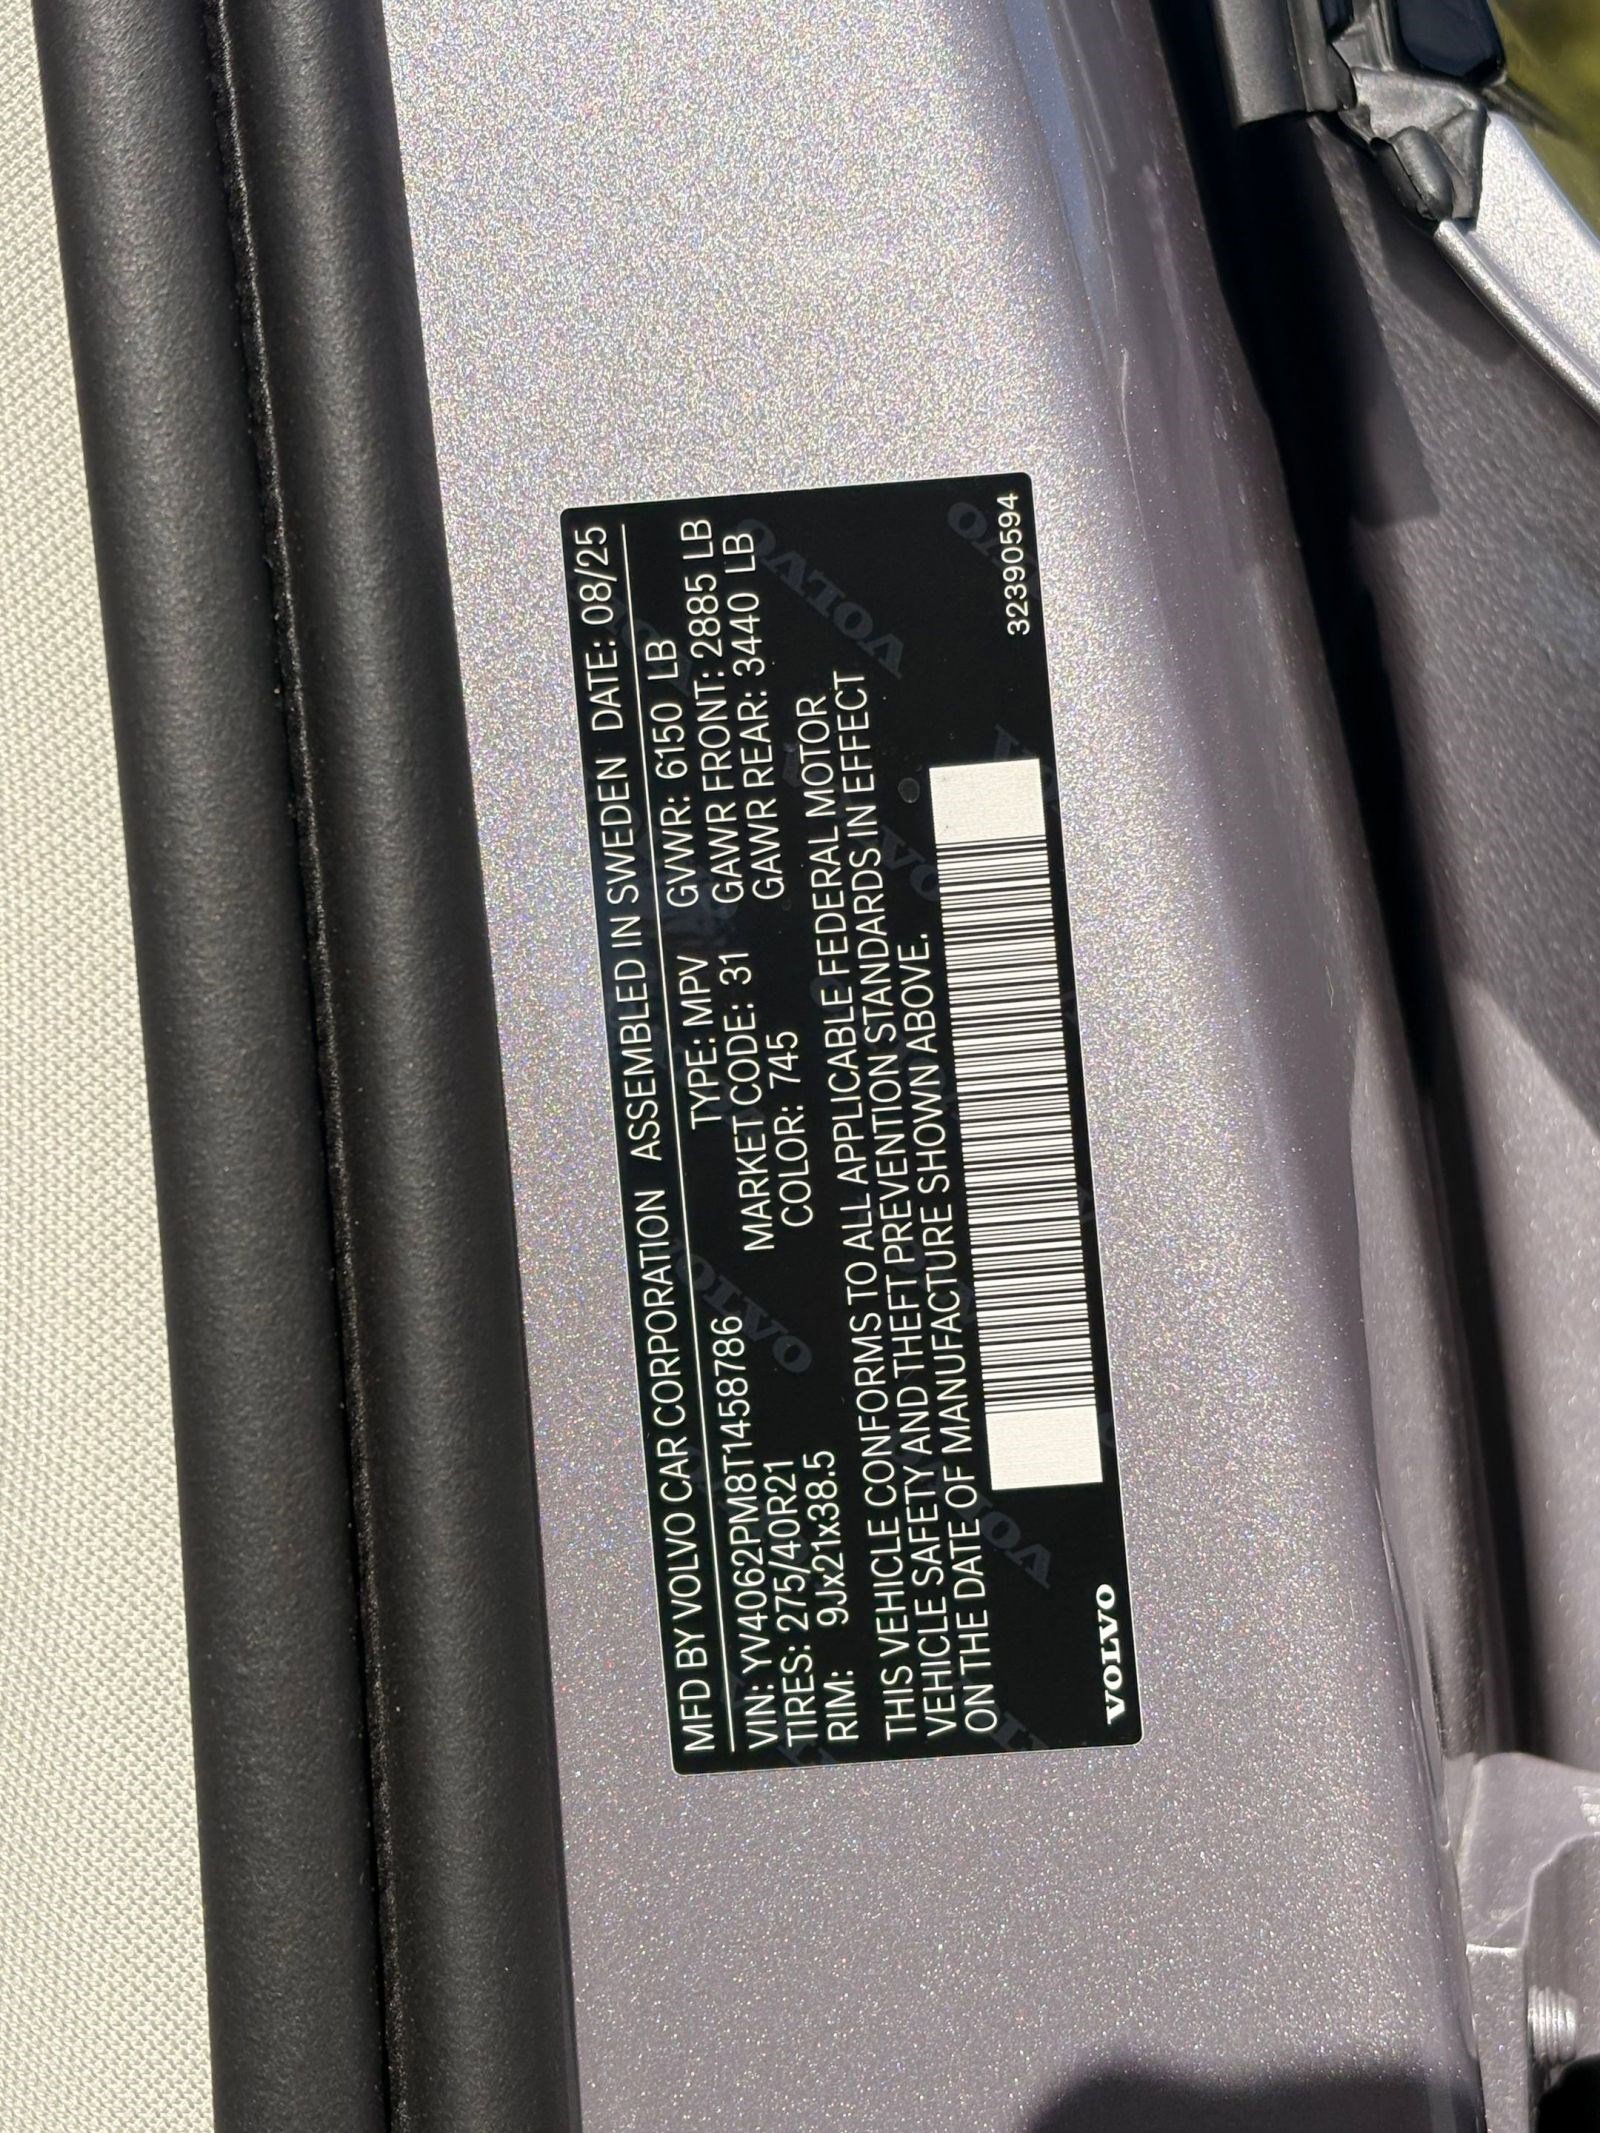 MFD BY VOLVO CAR CORPORATION ASSEMBLED IN SWEDEN DATE: 08/25
VIN: YV4062PM8T1458786 TYPE: MPV GVWR: 6150 LB
TIRES: 275/40R21 MARKET CODE: 31 GAWR FRONT: 2885 LB
RIM: 9Jx21x38.5 COLOR: 745 GAWR REAR: 3440 LB
THIS VEHICLE CONFORMS TO ALL APPLICABLE FEDERAL MOTOR
VEHICLE SAFETY AND THEFT PREVENTION STANDARDS IN EFFECT
ON THE DATE OF MANUFACTURE SHOWN ABOVE.
VOLVO 32390594